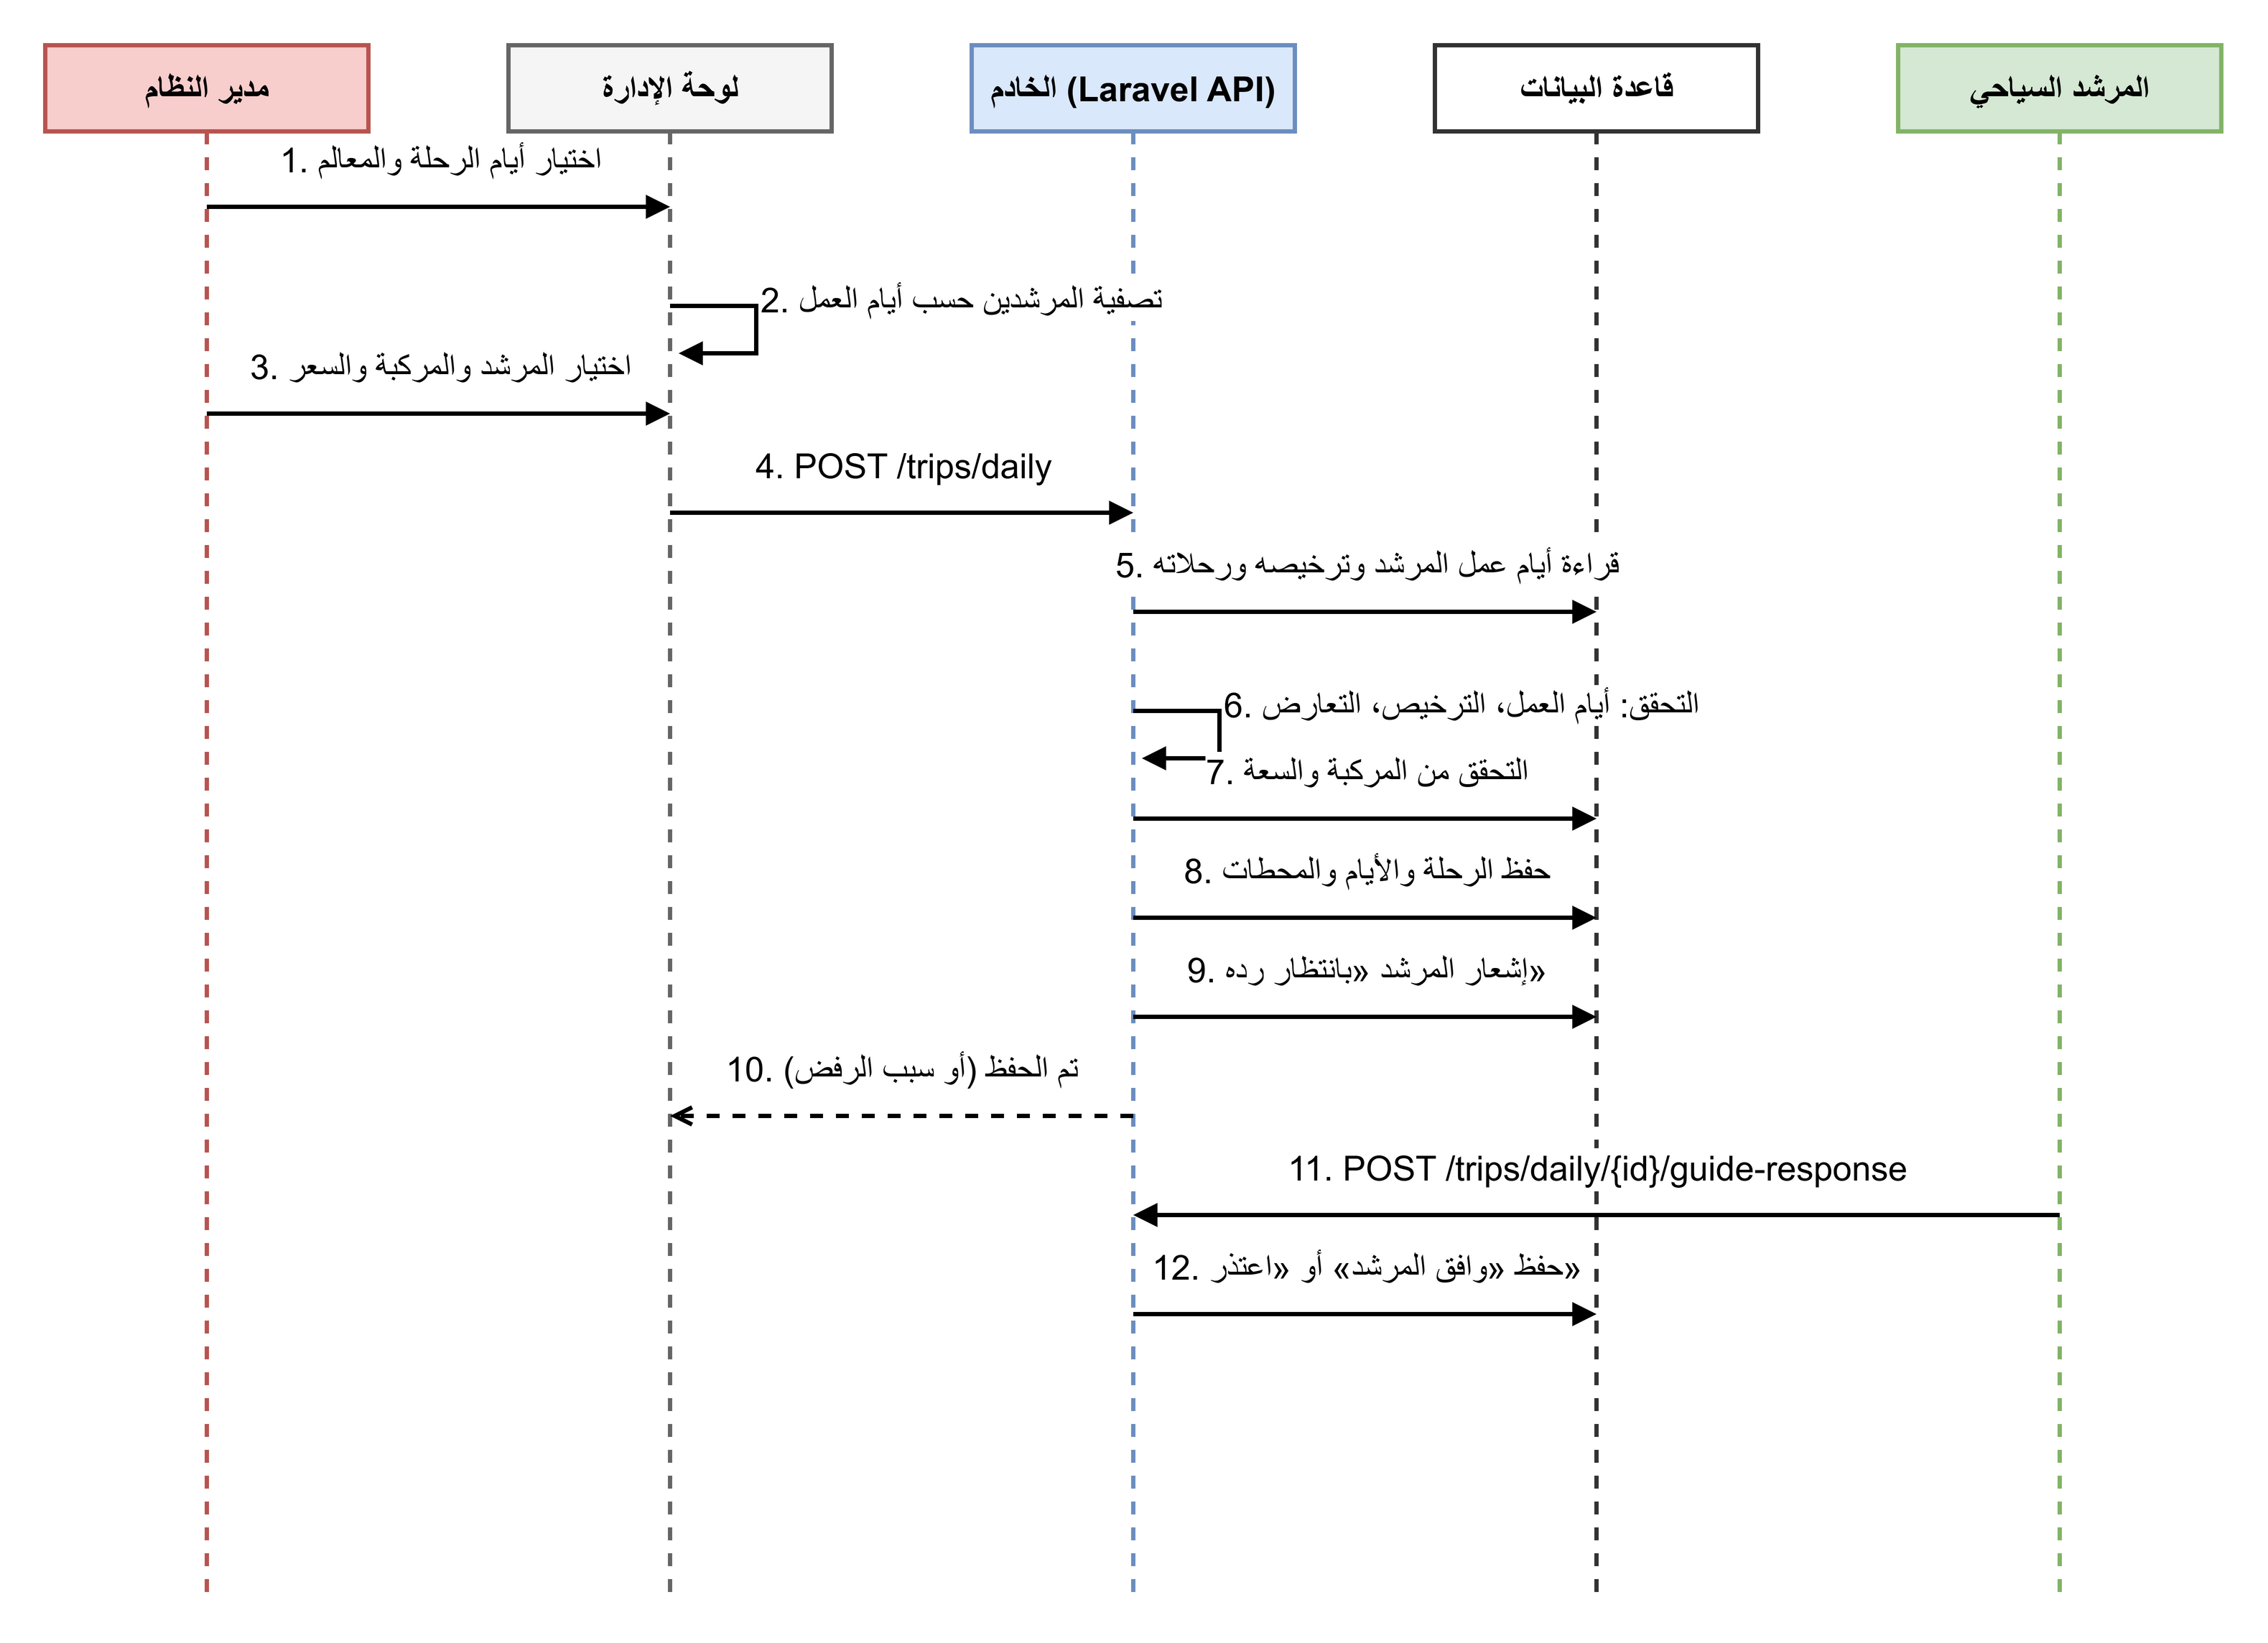 مدير النظام
لوحة الإدارة
الخادم (Laravel API)
قاعدة البيانات
المرشد السياحي
1. اختيار أيام الرحلة والمعالم
2. تصفية المرشدين حسب أيام العمل
3. اختيار المرشد والمركبة والسعر
4. POST /trips/daily
5. قراءة أيام عمل المرشد وترخيصه ورحلاته
6. التحقق: أيام العمل، الترخيص، التعارض
7. التحقق من المركبة والسعة
8. حفظ الرحلة والأيام والمحطات
9. إشعار المرشد «بانتظار رده»
10. تم الحفظ (أو سبب الرفض)
11. POST /trips/daily/{id}/guide-response
12. حفظ «وافق المرشد» أو «اعتذر»